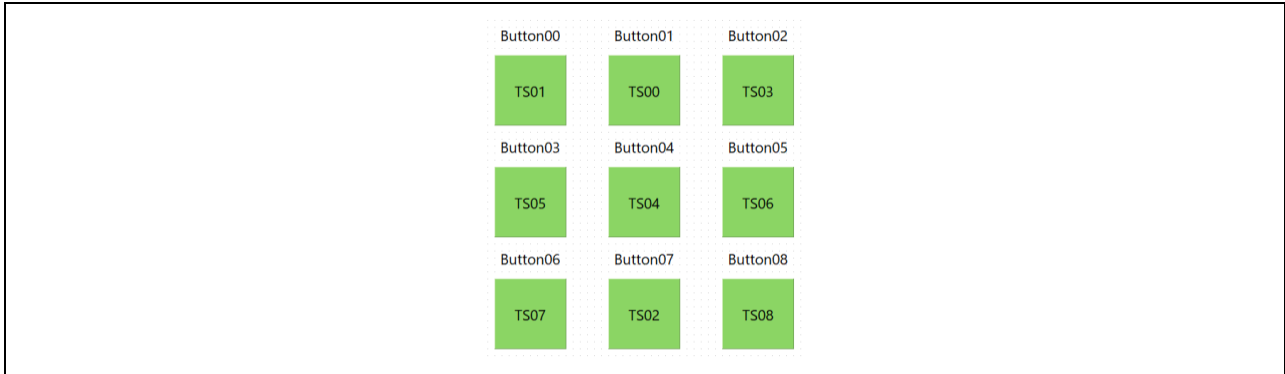 Button00 Button01 Button02
TS01 TS00 TS03
Button03 Button04 Button05
TS05 TS04 TS06
Button06 Button07 Button08
TS07 TS02 TS08